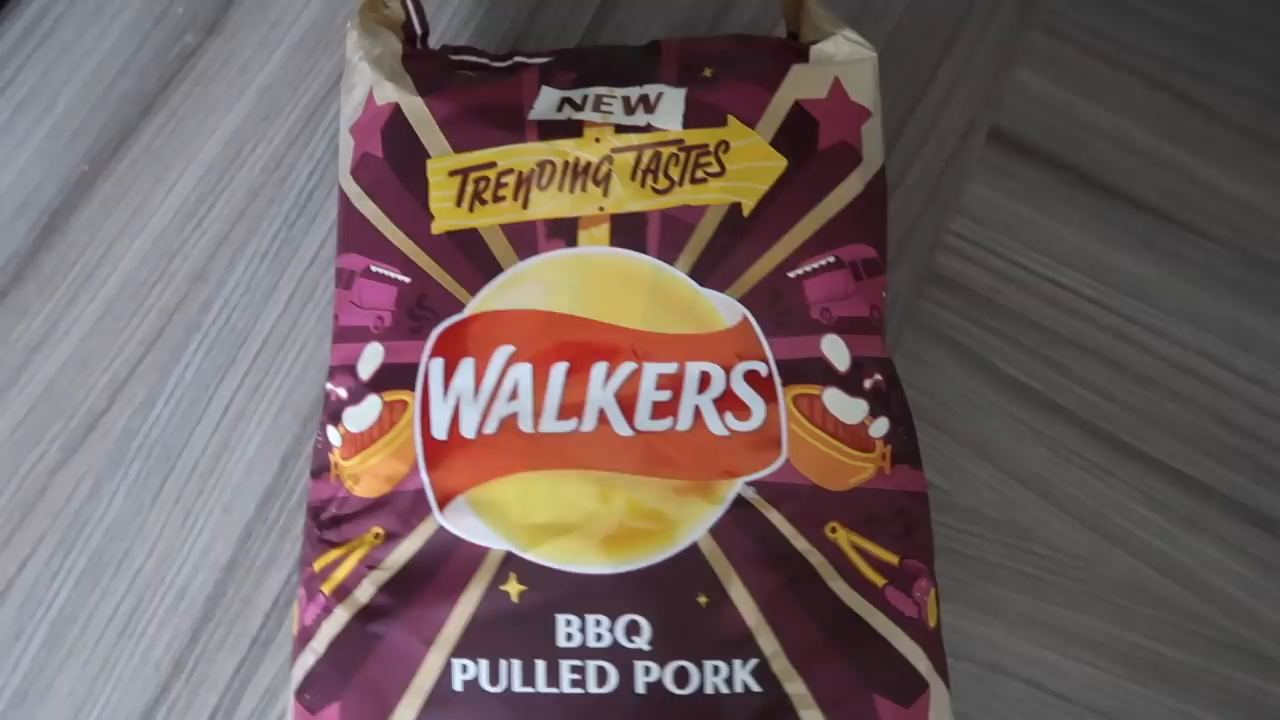 NEW
TRENDING TASTES
WALKERS
BBQ
PULLED PORK